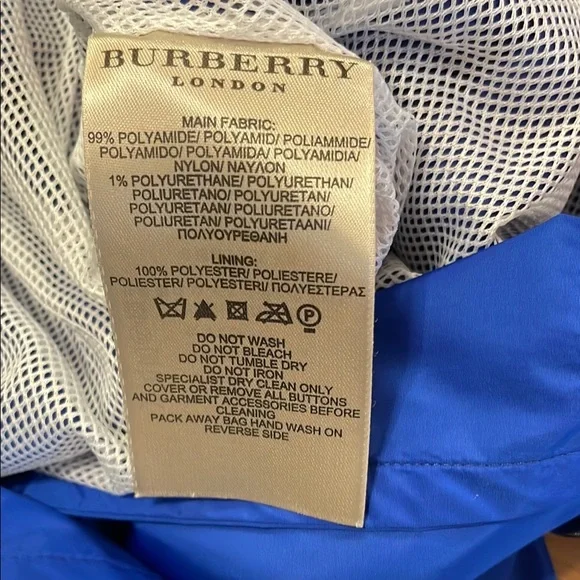 BURBERRY
LONDON
MAIN FABRIC:
99% POLYAMIDE/ POLYAMID/ POLIAMMIDE/
POLYAMIDO/ POLYAMIDA/ POLYAMIDIA/
NYLON/ ΝΑΥΛΟΝ
1% POLYURETHANE/ POLYURETHAN/
POLIURETANO/ POLIURETAN/
POLYURETAAN/ POLIURETANO/
POLIURETANO/ POLYURETAANI/
ΠΟΛΥΟΥΡΕΘΑΝΗ
LINING:
100% POLYESTER/ POLIESTERE/
POLIESTER/ POLYESTERI/ ΠΟΛΥΕΣΤΕΡΑΣ
P
DO NOT WASH
DO NOT BLEACH
DO NOT TUMBLE DRY
DO NOT IRON
SPECIALIST DRY CLEAN ONLY
COVER OR REMOVE ALL BUTTONS
AND GARMENT ACCESSORIES BEFORE
CLEANING
PACK AWAY BAG HAND WASH ON
REVERSE SIDE